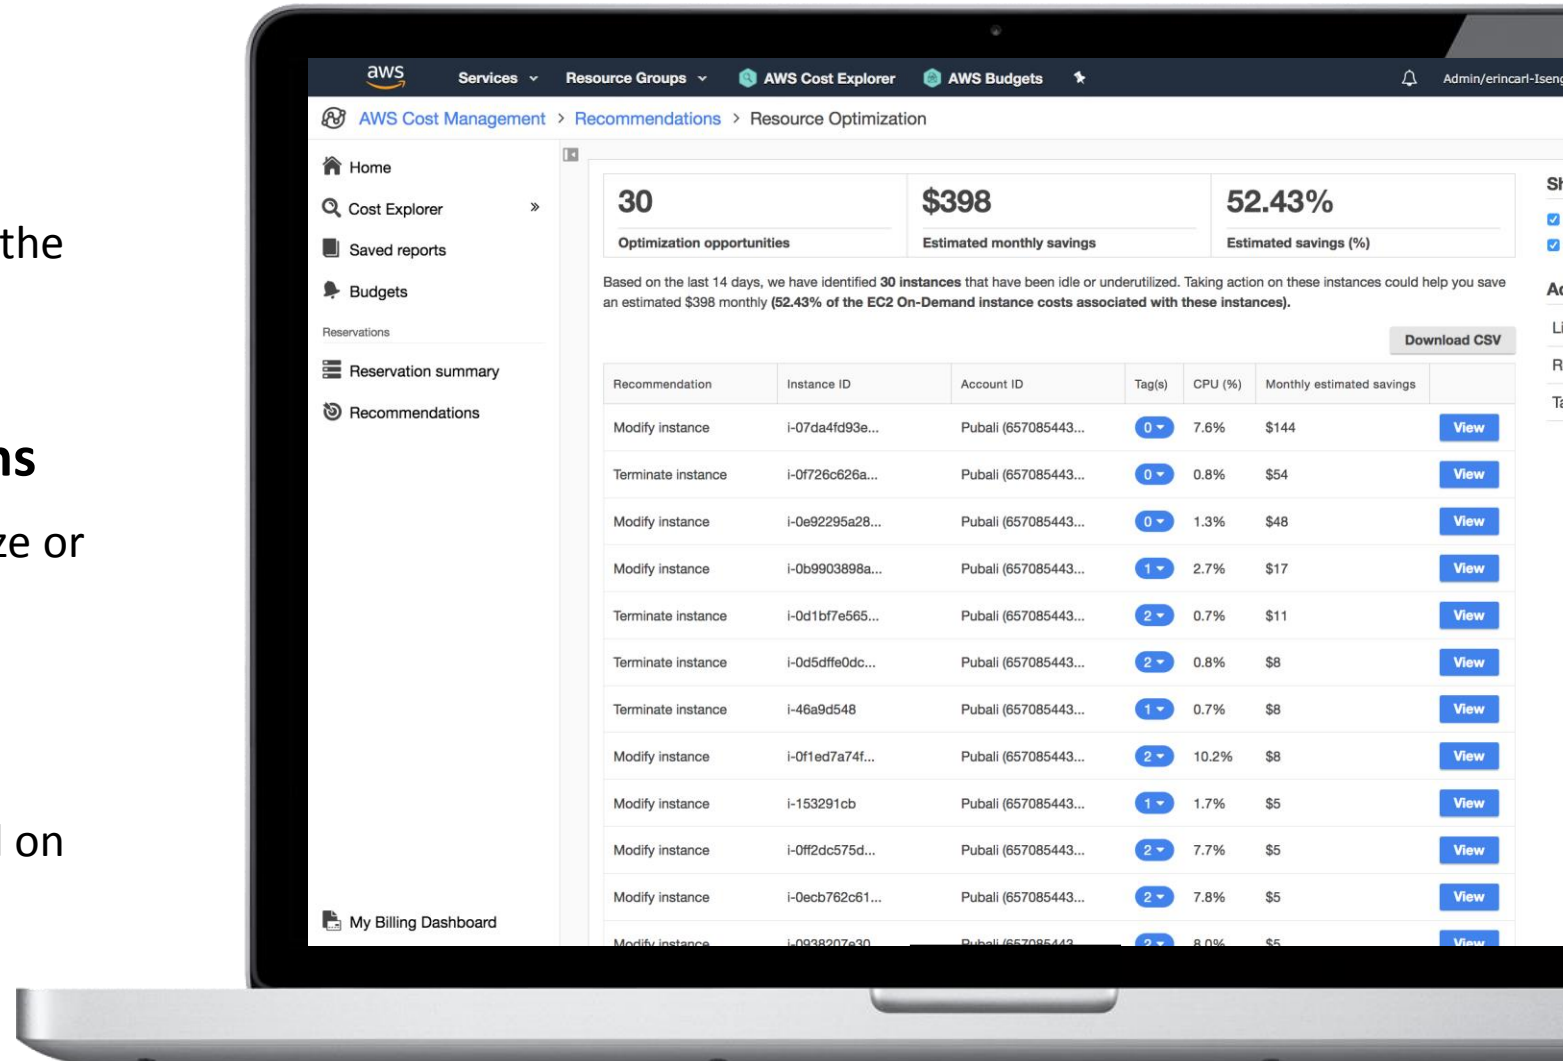 the
ns
ze or
on
aws Services Resource Groups AWS Cost Explorer AWS Budgets Admin/erincarl-Iseng
AWS Cost Management > Recommendations > Resource Optimization
Home
Cost Explorer »
Saved reports
Budgets
Reservations
Reservation summary
Recommendations
My Billing Dashboard
30 $398 52.43%
Optimization opportunities Estimated monthly savings Estimated savings (%)
Based on the last 14 days, we have identified 30 instances that have been idle or underutilized. Taking action on these instances could help you save
an estimated $398 monthly (52.43% of the EC2 On-Demand instance costs associated with these instances).
Download CSV
Recommendation Instance ID Account ID Tag(s) CPU (%) Monthly estimated savings
Modify instance i-07da4fd93e... Pubali (657085443... 0 7.6% $144 View
Terminate instance i-0f726c626a... Pubali (657085443... 0 0.8% $54 View
Modify instance i-0e92295a28... Pubali (657085443... 0 1.3% $48 View
Modify instance i-0b9903898a... Pubali (657085443... 1 2.7% $17 View
Terminate instance i-0d1bf7e565... Pubali (657085443... 2 0.7% $11 View
Terminate instance i-0d5dffe0dc... Pubali (657085443... 2 0.8% $8 View
Terminate instance i-46a9d548 Pubali (657085443... 1 0.7% $8 View
Modify instance i-0f1ed7a74f... Pubali (657085443... 2 10.2% $8 View
Modify instance i-153291cb Pubali (657085443... 1 1.7% $5 View
Modify instance i-0ff2dc575d... Pubali (657085443... 2 7.7% $5 View
Modify instance i-0ecb762c61... Pubali (657085443... 2 7.8% $5 View
Modify instance i-0938207e30 Pubali (657085443 2 8.0% $5 View